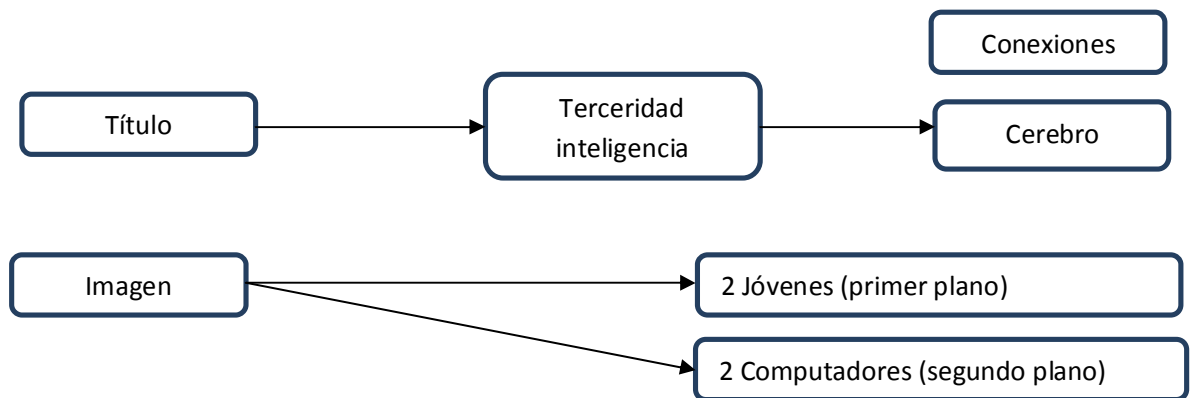 Conexiones
Título
Terceridad
inteligencia
Cerebro
Imagen
2 Jóvenes (primer plano)
2 Computadores (segundo plano)